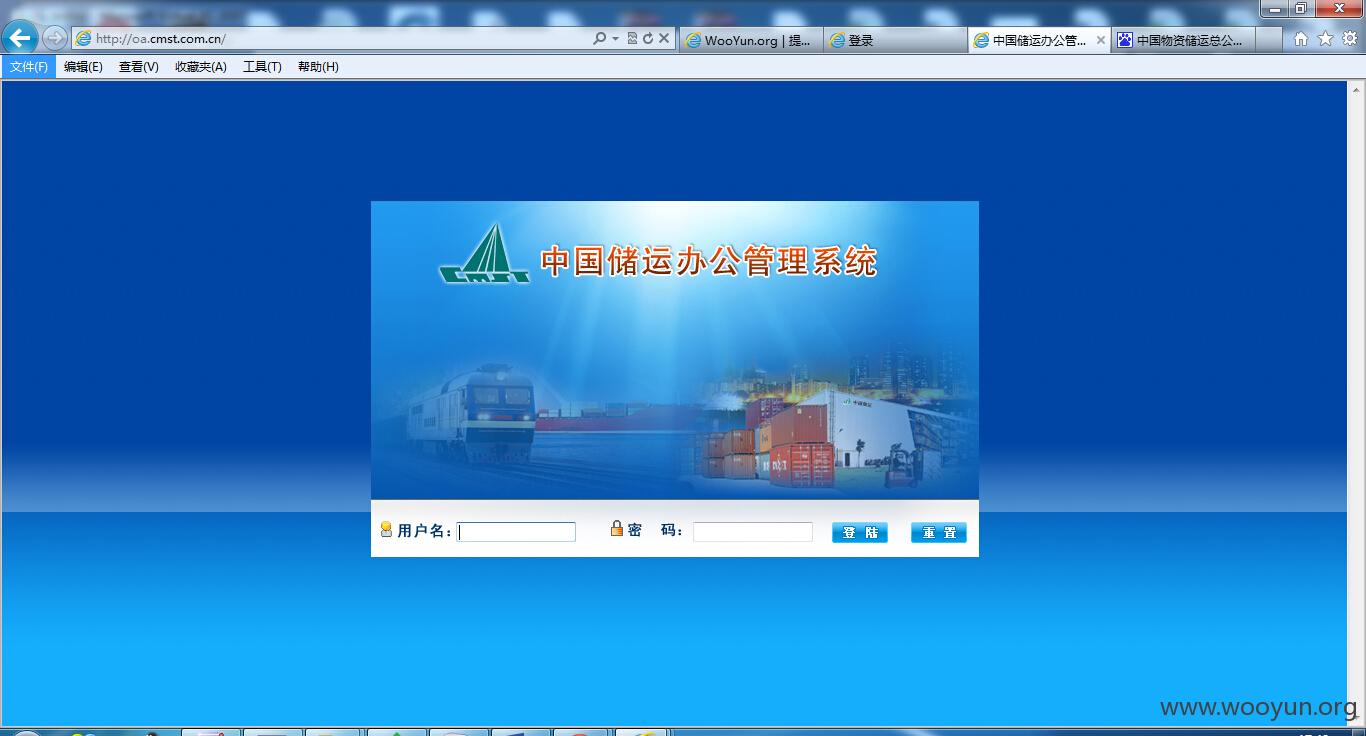 http://oa.cmst.com.cn/
WooYun.org | 提...
登录
中国储运办公管...
中国物资储运总公...
文件(F) 编辑(E) 查看(V) 收藏夹(A) 工具(T) 帮助(H)
CMST
中国储运办公管理系统
用户名：
密 码：
登 陆
重 置
www.wooyun.org